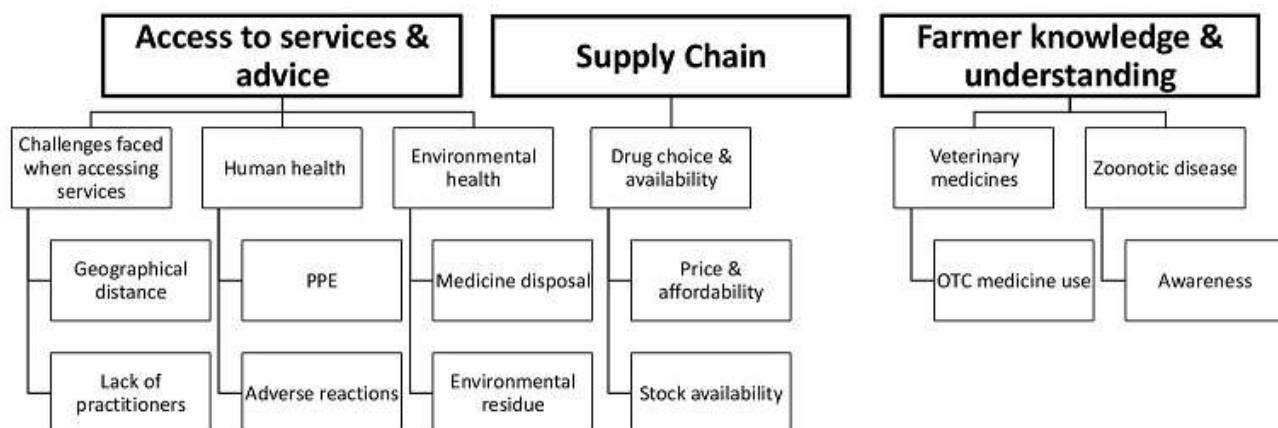 Access to services &
advice
Supply Chain
Farmer knowledge &
understanding
Challenges faced
when accessing
services
Human health
Environmental
health
Drug choice &
availability
Veterinary
medicines
Zoonotic disease
Geographical
distance
PPE
Medicine disposal
Price &
affordability
OTC medicine use
Awareness
Lack of
practitioners
Adverse reactions
Environmental
residue
Stock availability